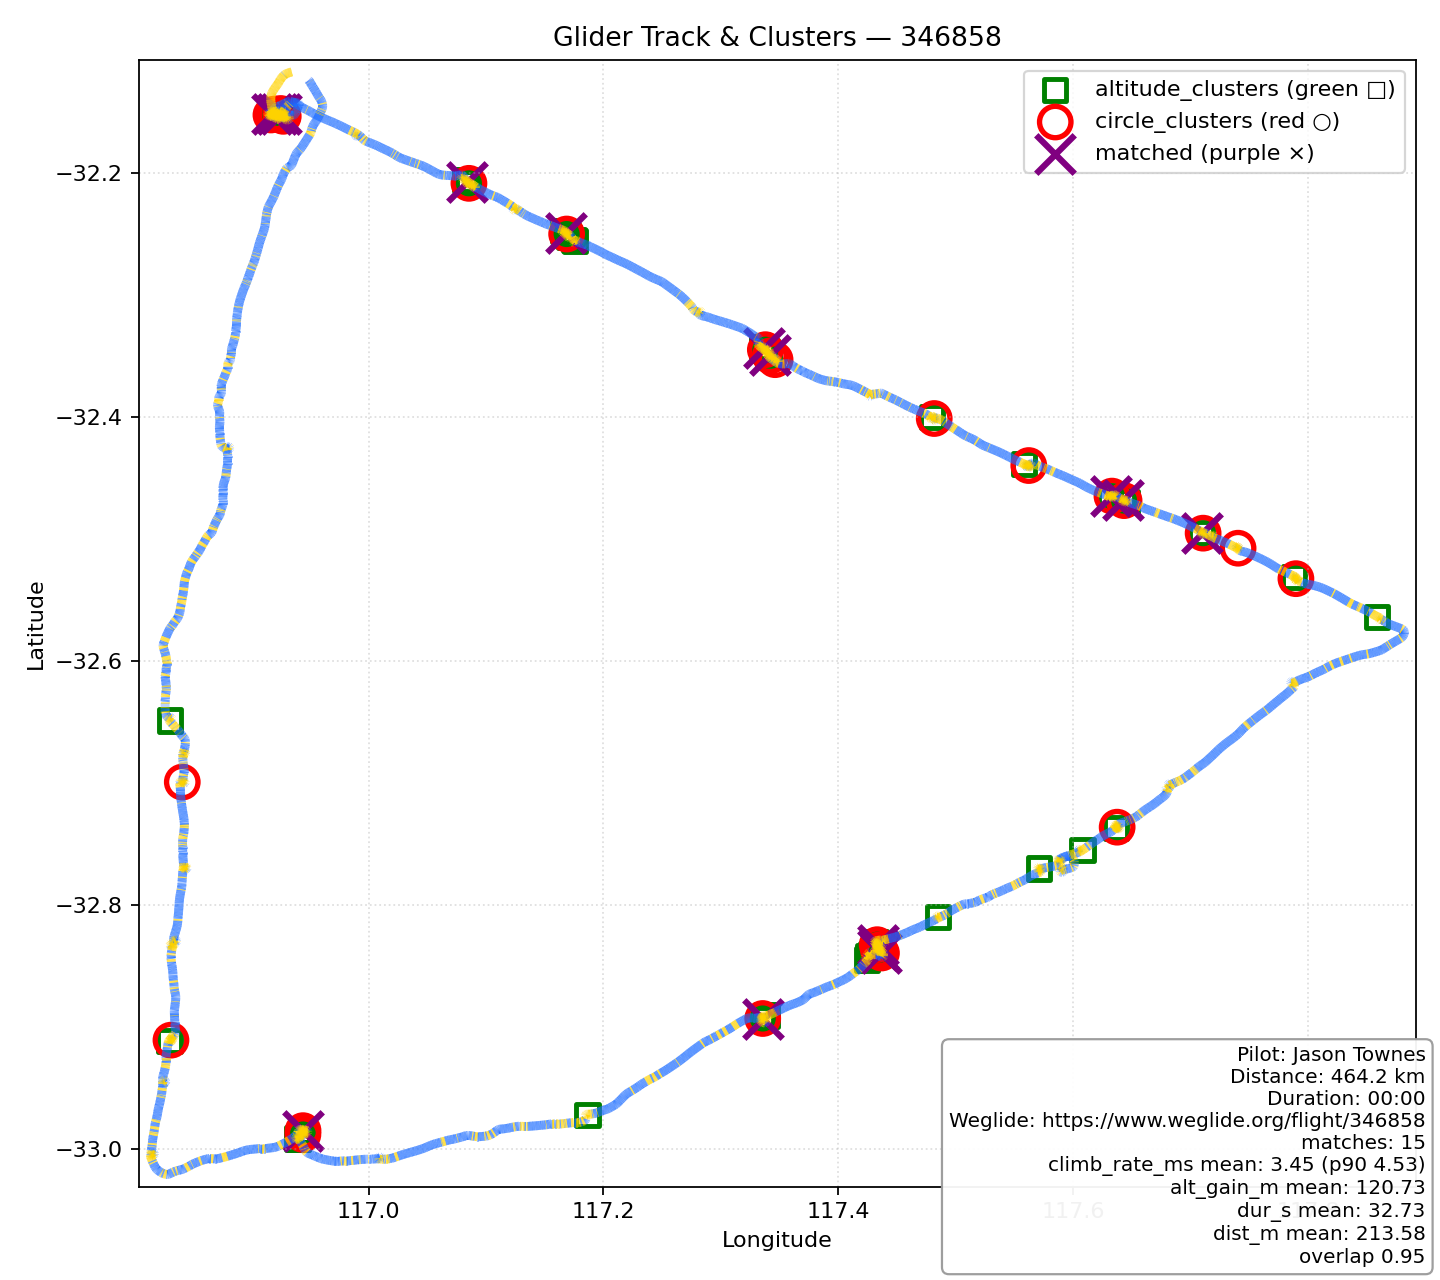 Glider Track & Clusters — 346858
altitude_clusters (green □)
circle_clusters (red ○)
matched (purple ×)
Latitude
−32.2
−32.4
−32.6
−32.8
−33.0
117.0
117.2
117.4
117.6
Longitude
Pilot: Jason Townes
Distance: 464.2 km
Duration: 00:00
Weglide: https://www.weglide.org/flight/346858
matches: 15
climb_rate_ms mean: 3.45 (p90 4.53)
alt_gain_m mean: 120.73
dur_s mean: 32.73
dist_m mean: 213.58
overlap 0.95